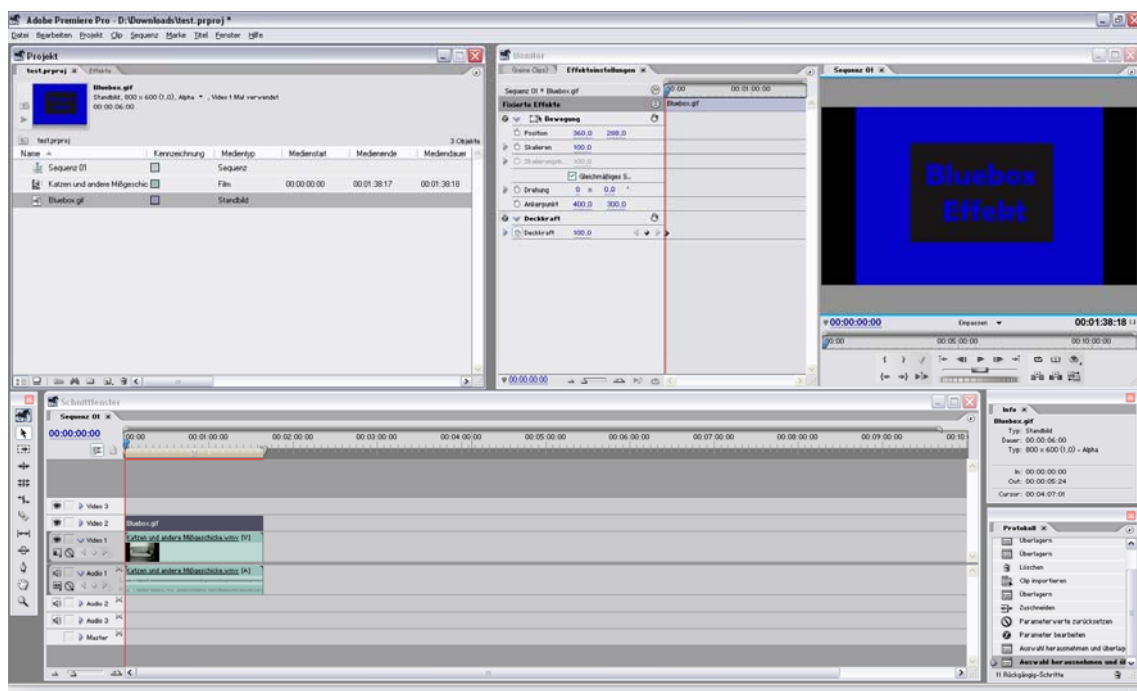 Adobe Premiere Pro - D:\Downloads\test.prproj *
Datei Bearbeiten Projekt Clip Sequenz Marke Titel Fenster Hilfe
Projekt
test.prproj × Effekte
Bluebox.gif
Standbild, 800 x 600 (1,0), Alpha , Video 1 Mal verwendet
00:00:06:00
test.prproj 3 Objekte
Name Kennzeichnung Medientyp Medienstart Medienende Mediendauer
Sequenz 01 Sequenz
Katzen und andere Mißgeschic Film 00:00:00:00 00:01:38:17 00:01:38:18
Bluebox.gif Standbild
Monitor
(keine Clips) Effekteinstellungen ×
Sequenz 01 * Bluebox.gif 00:00 00:01:00:00
Fixierte Effekte Bluebox.gif
Bewegung
Position 360,0 288,0
Skalieren 100,0
100,0
Gleichmäßiges S...
Drehung 0 x 0,0 °
Ankerpunkt 400,0 300,0
Deckkraft
Deckkraft 100,0
00:00:00:00
Sequenz 01 ×
Bluebox
Effekt
00:00:00:00 Einpassen 00:01:38:18
00:00 00:05:00:00 00:10:00:00
Schnittfenster
Sequenz 01 ×
00:00:00:00 00:00 00:01:00:00 00:02:00:00 00:03:00:00 00:04:00:00 00:05:00:00 00:06:00:00 00:07:00:00 00:08:00:00 00:09:00:00 00:10:
Video 3
Video 2 Bluebox.gif
Video 1 Katzen und andere Mißgeschicke.wmv [V]
Audio 1 Katzen und andere Mißgeschicke.wmv [A]
Audio 2
Audio 3
Master
Info ×
Bluebox.gif
Typ: Standbild
Dauer: 00:00:06:00
Typ: 800 x 600 (1,0) - Alpha
In: 00:00:00:00
Out: 00:00:05:24
Cursor: 00:04:07:01
Protokoll ×
Überlagern
Überlagern
Löschen
Clip importieren
Überlagern
Zuschneiden
Parameterwerte zurücksetzen
Parameter bearbeiten
Auswahl herausnehmen und überlag
Auswahl herausnehmen und ü
11 Rückgängig-Schritte